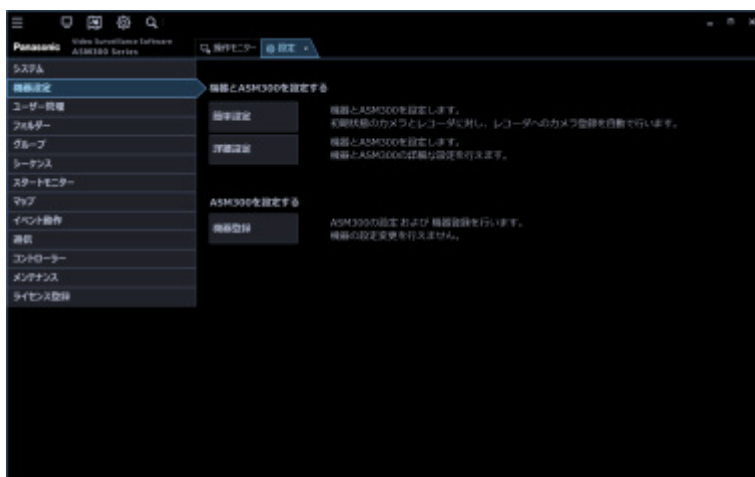 Panasonic
Video Surveillance Software
ASM300 Series
操作モニター
設定
システム
機器設定
ユーザー管理
フォルダー
グループ
シーケンス
スタートモニター
マップ
イベント動作
通信
コントローラー
メンテナンス
ライセンス登録
機器とASM300を設定する
簡単設定
機器とASM300を設定します。
初期状態のカメラとレコーダに対し、レコーダへのカメラ登録を自動で行います。
詳細設定
機器とASM300を設定します。
機器とASM300の詳細な設定を行えます。
ASM300を設定する
機器登録
ASM300の設定 および 機器登録を行います。
機器の設定変更を行えません。